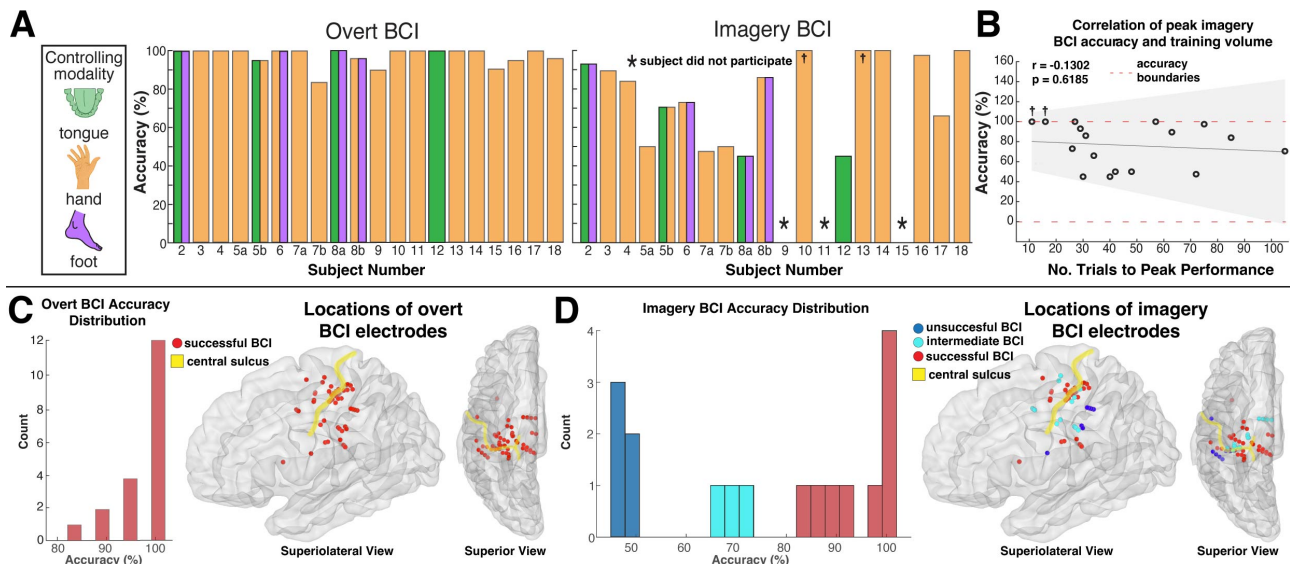 A
Controlling
modality
tongue
hand
foot
Overt BCI
Accuracy (%)
100
80
60
40
20
0
2 3 4 5a 5b 6 7a 7b 8a 8b 9 10 11 12 13 14 15 16 17 18
Subject Number
Imagery BCI
* subject did not participate
† †
* * *
2 3 4 5a 5b 6 7a 7b 8a 8b 9 10 11 12 13 14 15 16 17 18
Subject Number
B
Correlation of peak imagery
BCI accuracy and training volume
r = -0.1302
p = 0.6185
accuracy
boundaries
† †
Accuracy (%)
160
140
120
100
80
60
40
20
0
10 20 30 40 50 60 70 80 90 100
No. Trials to Peak Performance
C
Overt BCI Accuracy
Distribution
Count
12
10
8
6
4
2
0
80 90 100
Accuracy (%)
Locations of overt
BCI electrodes
successful BCI
central sulcus
Superiolateral View
Superior View
D
Imagery BCI Accuracy Distribution
Count
4
3
2
1
0
50 60 70 80 90 100
Accuracy (%)
Locations of imagery
BCI electrodes
unsuccesful BCI
intermediate BCI
successful BCI
central sulcus
Superiolateral View
Superior View